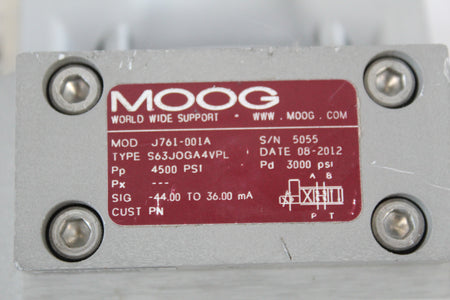 MOOG
WORLD WIDE SUPPORT • WWW.MOOG.COM
MOD J761-001A S/N 5055
TYPE S63JOGA4VPL DATE 08-2012
Pp 4500 PSI Pd 3000 psi
Px ---
SIG -44.00 TO 36.00 mA
CUST PN
A B
P T